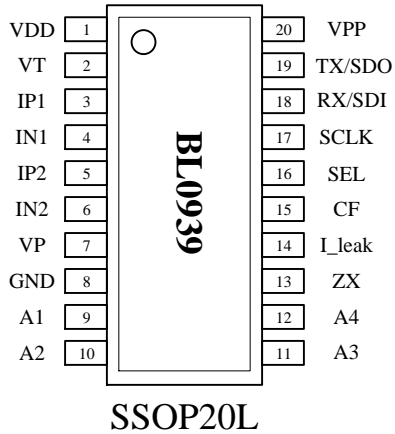 VDD 1 20 VPP
VT 2 19 TX/SDO
IP1 3 18 RX/SDI
IN1 4 17 SCLK
IP2 5 16 SEL
IN2 6 15 CF
VP 7 14 I_leak
GND 8 13 ZX
A1 9 12 A4
A2 10 11 A3
BL0939
SSOP20L